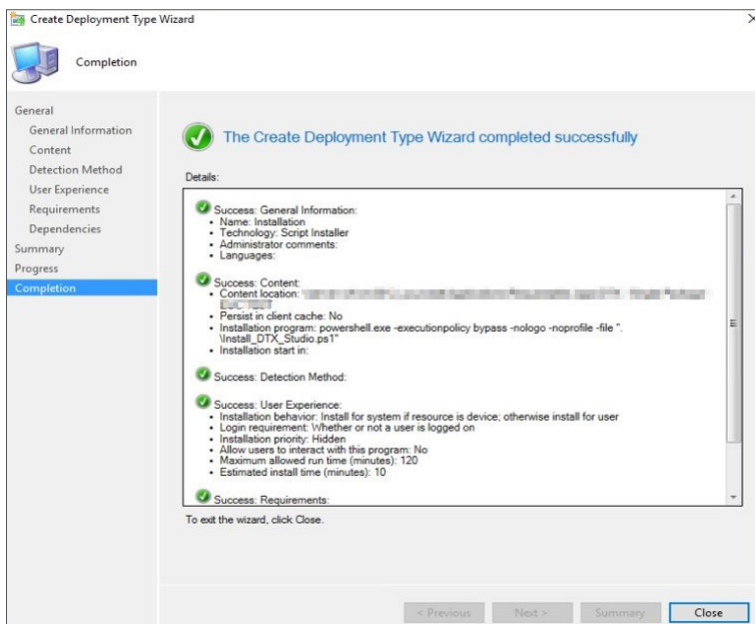 Create Deployment Type Wizard
Completion
General
General Information
Content
Detection Method
User Experience
Requirements
Dependencies
Summary
Progress
Completion
The Create Deployment Type Wizard completed successfully
Details:
Success: General Information:
• Name: Installation
• Technology: Script Installer
• Administrator comments:
• Languages:
Success: Content:
• Content location:
• Persist in client cache: No
• Installation program: powershell.exe -executionpolicy bypass -nologo -noprofile -file ".
\Install_DTX_Studio.ps1"
• Installation start in:
Success: Detection Method:
Success: User Experience:
• Installation behavior: Install for system if resource is device; otherwise install for user
• Login requirement: Whether or not a user is logged on
• Installation priority: Hidden
• Allow users to interact with this program: No
• Maximum allowed run time (minutes): 120
• Estimated install time (minutes): 10
Success: Requirements:
To exit the wizard, click Close.
< Previous
Next >
Summary
Close